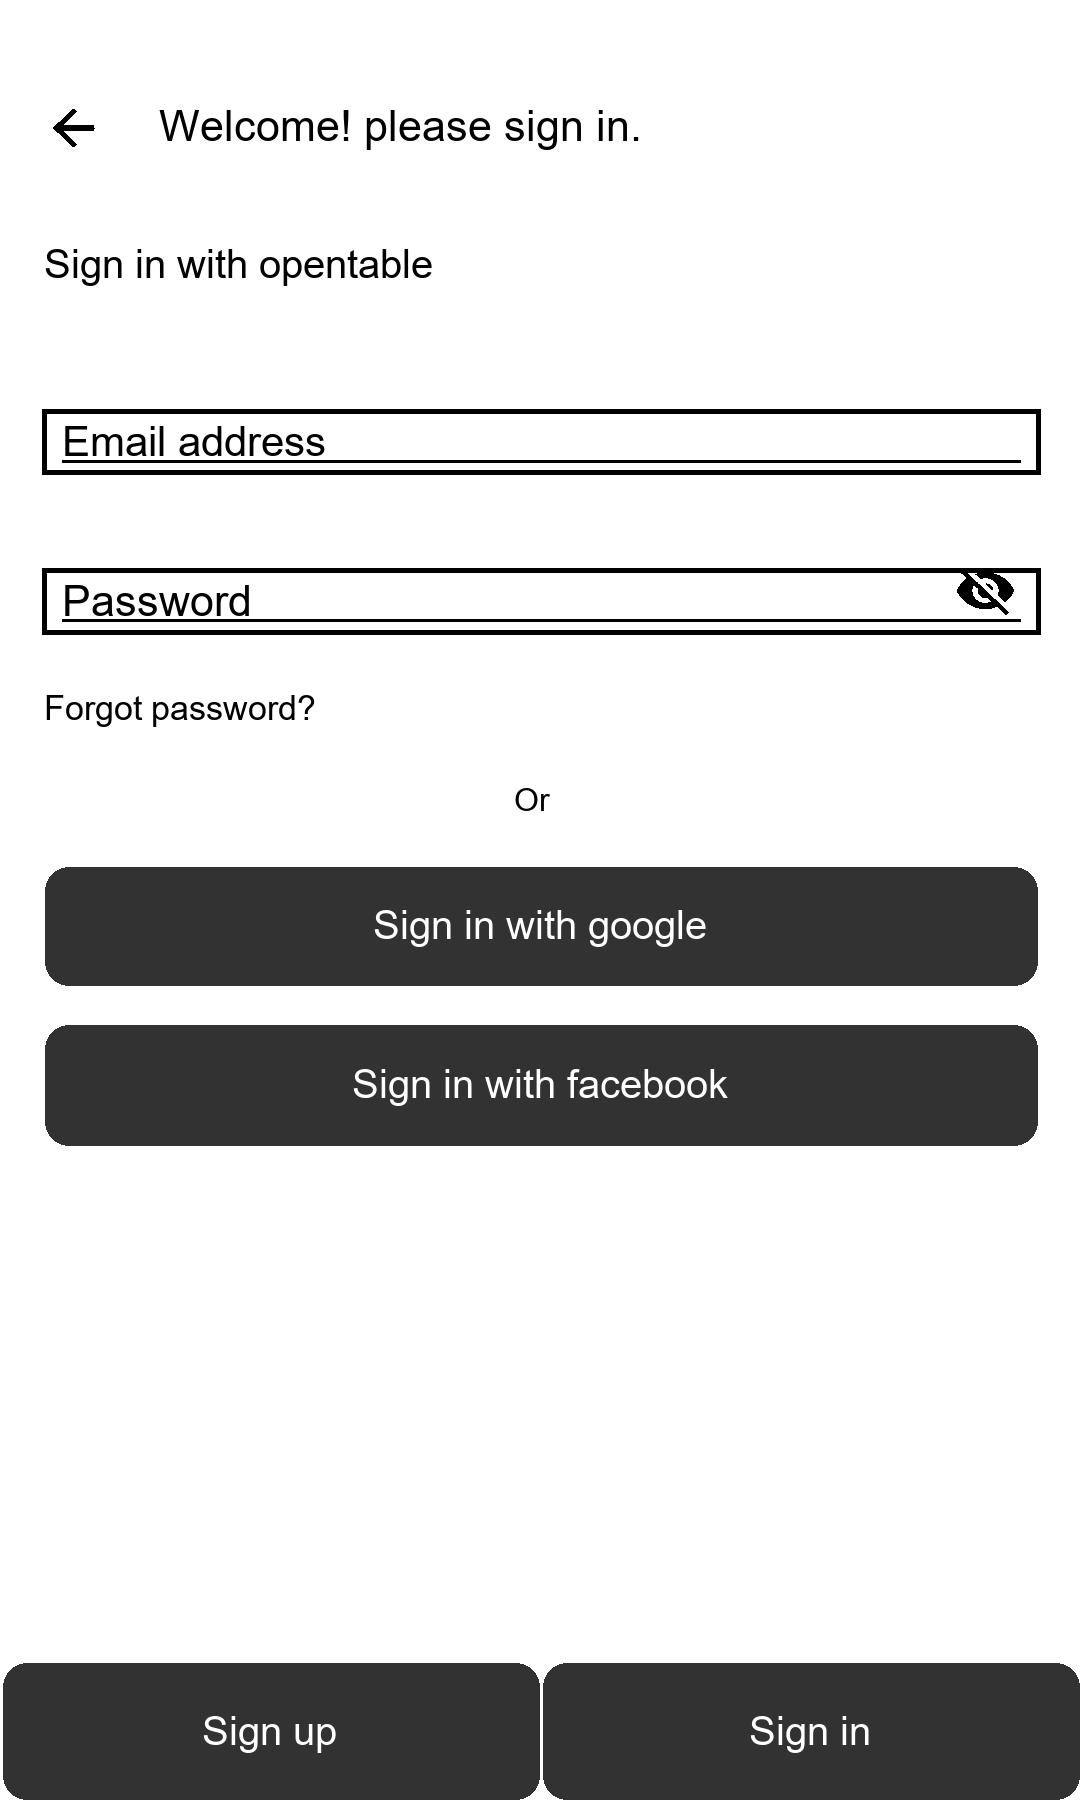 Welcome! please sign in.
Sign in with opentable
Email address
Password
Forgot password?
Or
Sign in with google
Sign in with facebook
Sign up
Sign in